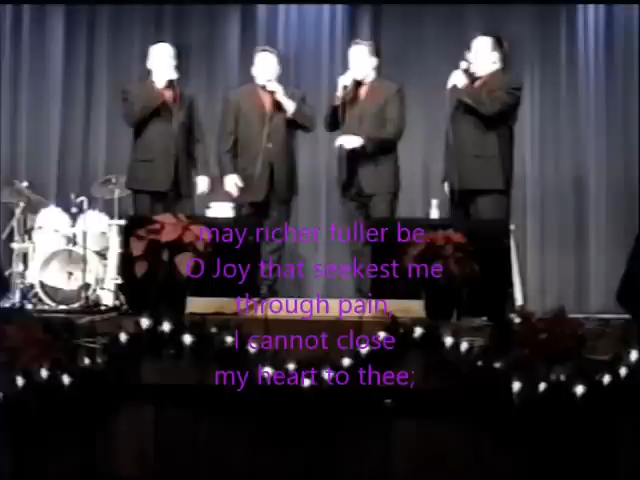 may richer fuller be.
O Joy that seekest me
through pain,
I cannot close
my heart to thee;